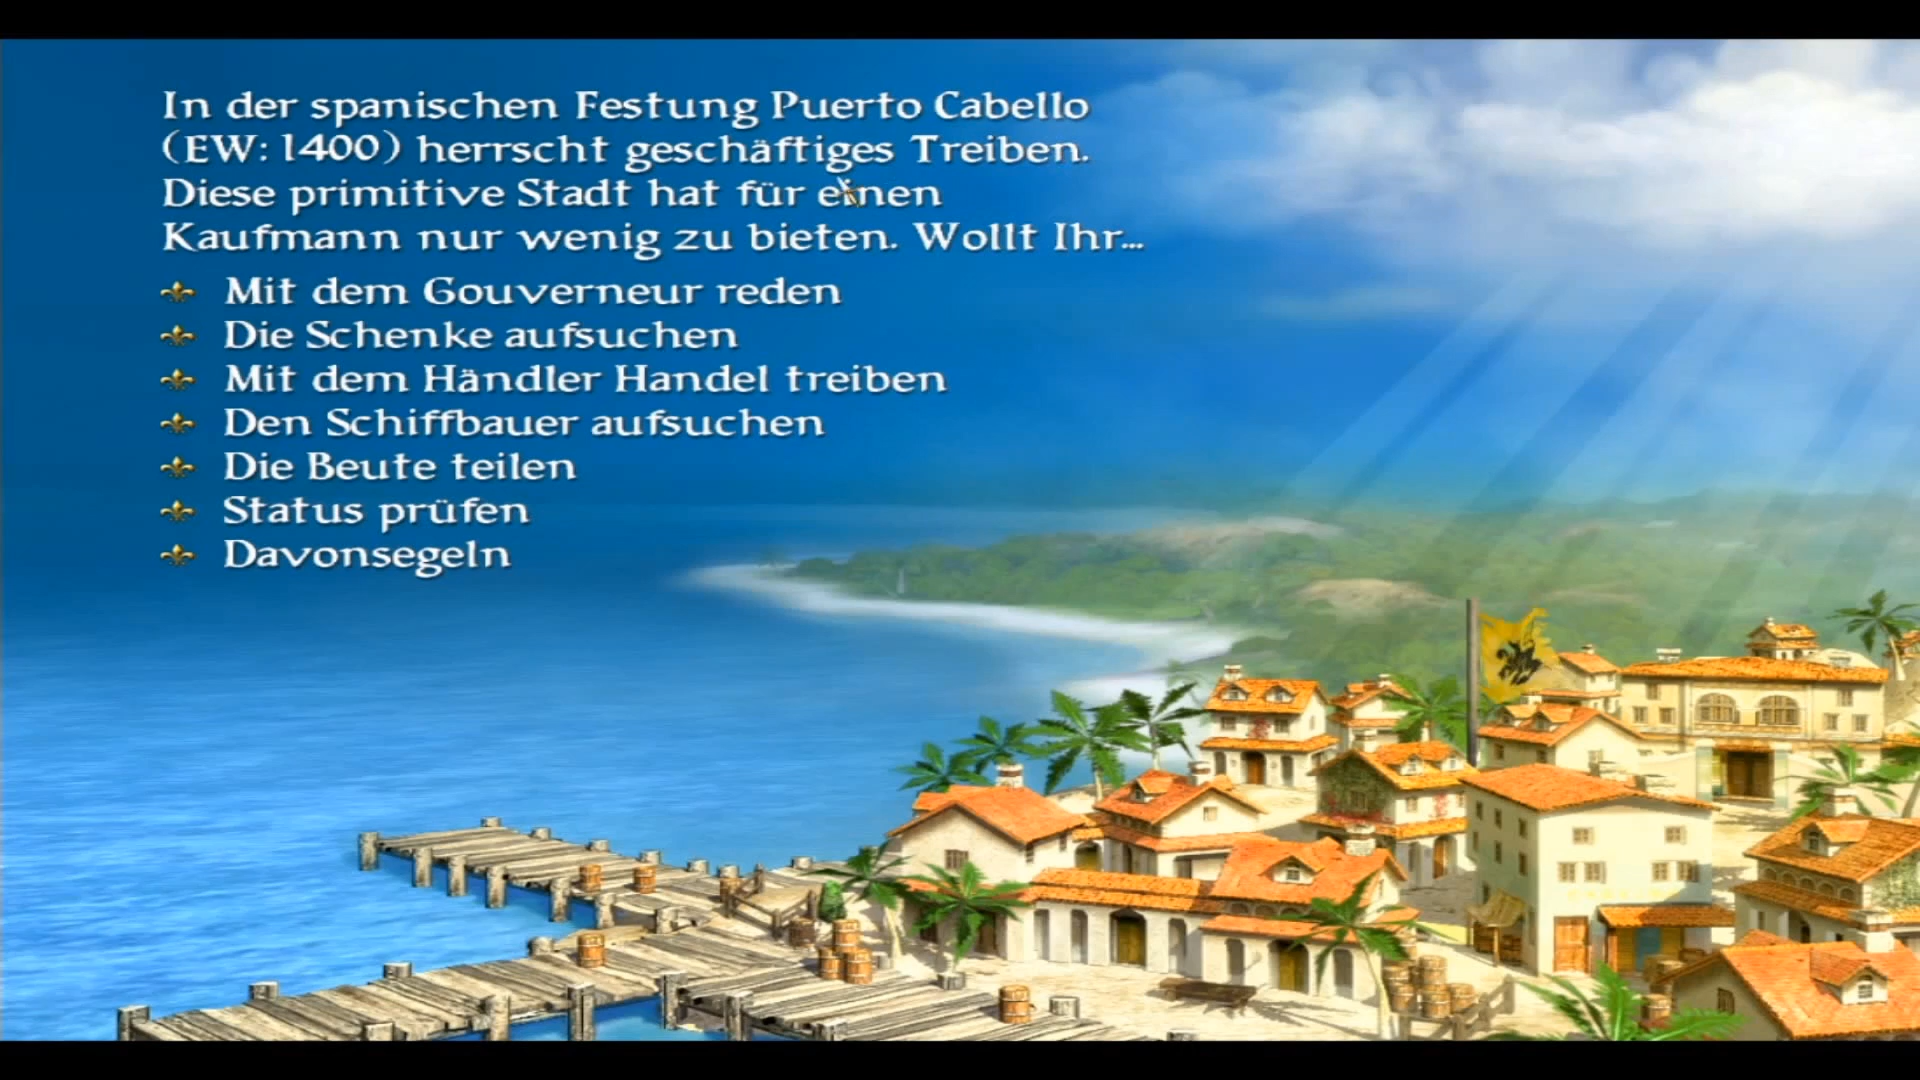 In der spanischen Festung Puerto Cabello
(EW: 1400) herrscht geschäftiges Treiben.
Diese primitive Stadt hat für einen
Kaufmann nur wenig zu bieten. Wollt Ihr...
Mit dem Gouverneur reden
Die Schenke aufsuchen
Mit dem Händler Handel treiben
Den Schiffbauer aufsuchen
Die Beute teilen
Status prüfen
Davonsegeln